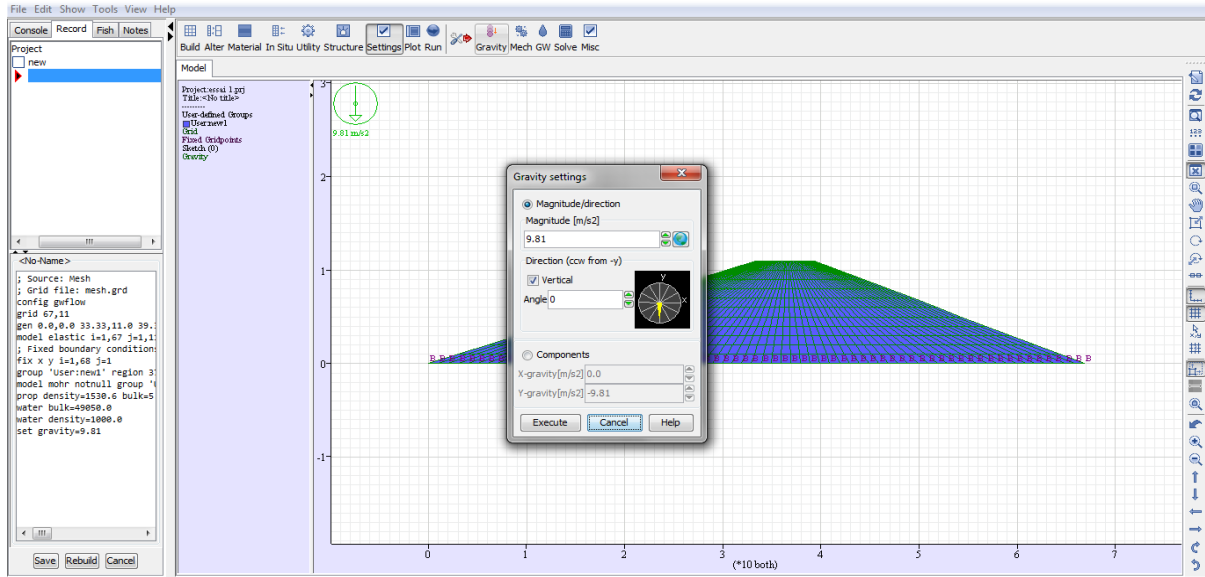 File Edit Show Tools View Help
Console Record Fish Notes
Project
new
Build Alter Material In Situ Utility Structure Settings Plot Run Gravity Mech GW Solve Misc
Model
Project:essai 1.prj
Title:<No title>
User-defined Groups
User:new1
Grid
Fixed Gridpoints
Sketch (0)
Gravity
9.81 m/s2
<No-Name>
; Source: Mesh
; Grid file: mesh.grd
config gwflow
grid 67,11
gen 0.0,0.0 33.33,11.0 39.
model elastic i=1,67 j=1,1
; Fixed boundary condition
fix x y i=1,68 j=1
group 'User:new1' region 3
model mohr notnull group '
prop density=1530.6 bulk=5
water bulk=49050.0
water density=1000.0
set gravity=9.81
Save Rebuild Cancel
Gravity settings
Magnitude/direction
Magnitude [m/s2]
9.81
Direction (ccw from -y)
Vertical
Angle 0
y
x
Components
X-gravity[m/s2] 0.0
Y-gravity[m/s2] -9.81
Execute Cancel Help
3
2
1
0
-1
0 1 2 3 4 5 6 7
(*10 both)